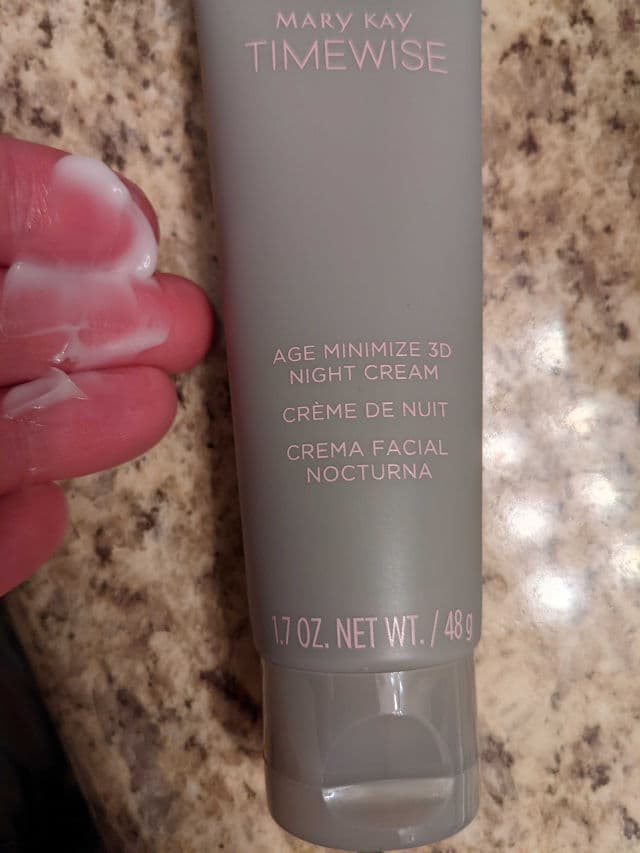 MARY KAY
TIMEWISE
AGE MINIMIZE 3D
NIGHT CREAM
CRÈME DE NUIT
CREMA FACIAL
NOCTURNA
1.7 OZ. NET WT. / 48 g